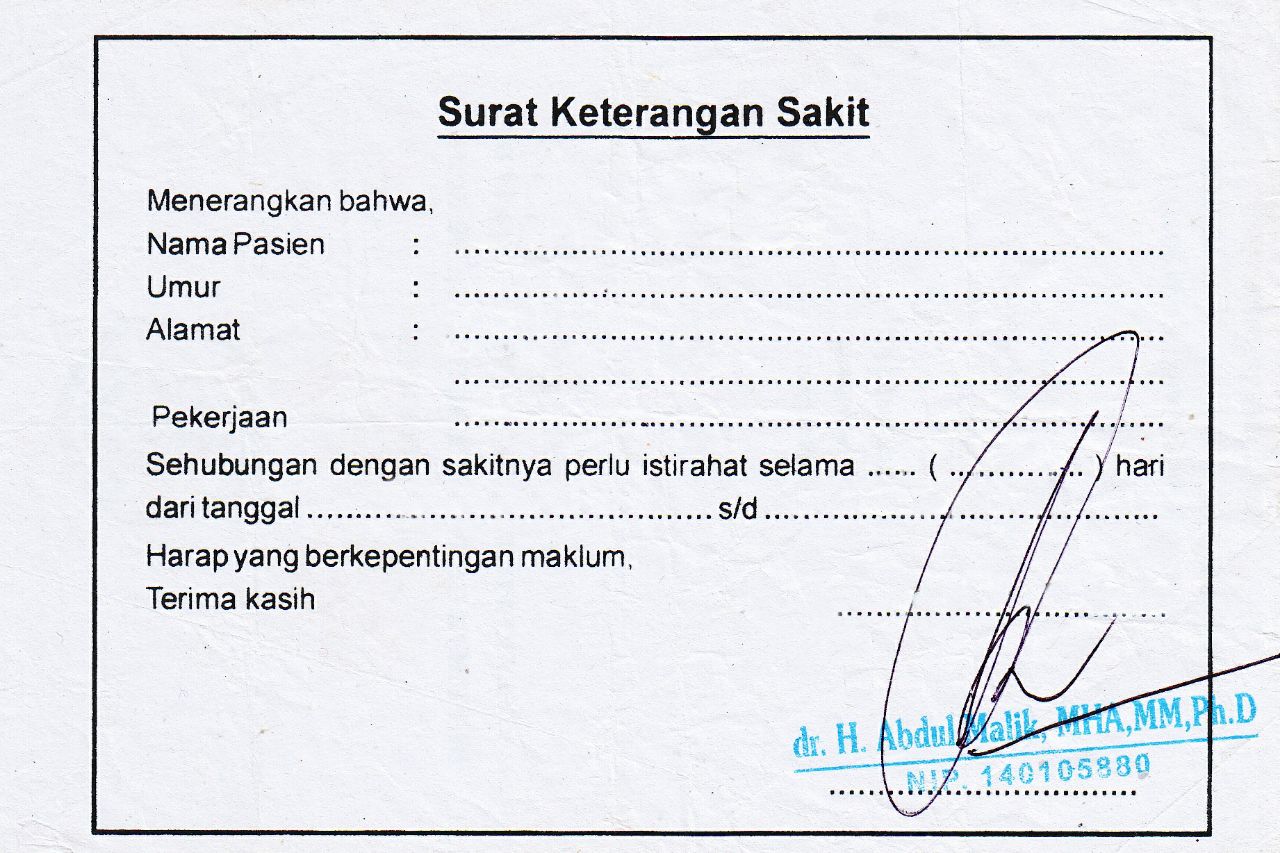 Surat Keterangan Sakit
Menerangkan bahwa,
Nama Pasien : ......................................................................
Umur : ......................................................................
Alamat : ......................................................................
......................................................................
Pekerjaan ......................................................................
Sehubungan dengan sakitnya perlu istirahat selama ...... ( ................ ) hari
dari tanggal ........................................ s/d ........................................
Harap yang berkepentingan maklum,
Terima kasih
..................................
dr. H. Abdul Malik, MHA,MM,Ph.D
NIP. 140105880
..................................